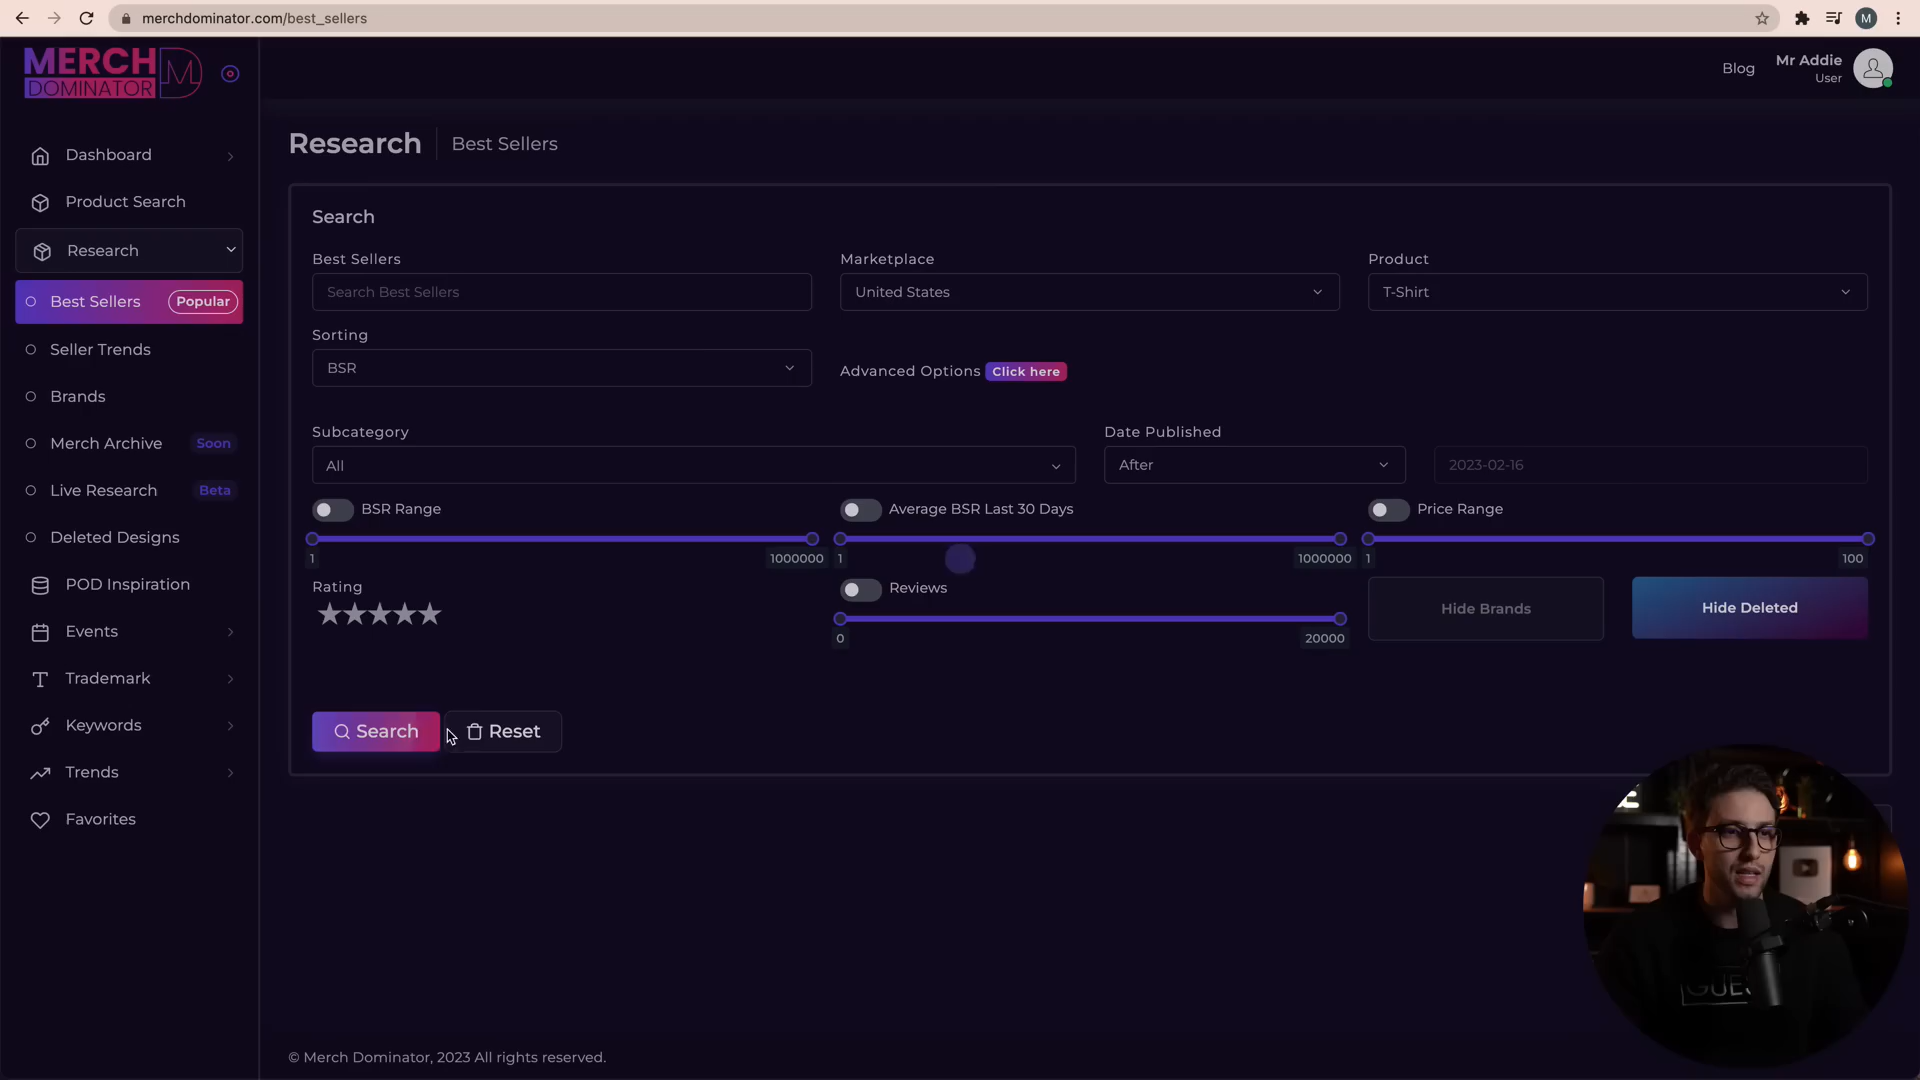 merchdominator.com/best_sellers
M
MERCH
DOMINATOR
Blog
Mr Addie
User
Dashboard
Product Search
Research
Best Sellers Popular
Seller Trends
Brands
Merch Archive Soon
Live Research Beta
Deleted Designs
POD Inspiration
Events
Trademark
Keywords
Trends
Favorites
Research Best Sellers
Search
Best Sellers Marketplace Product
Search Best Sellers United States T-Shirt
Sorting
BSR
Advanced Options Click here
Subcategory Date Published
All After 2023-02-16
BSR Range Average BSR Last 30 Days Price Range
1 1000000 1 1000000 1 100
Rating Reviews
Hide Brands Hide Deleted
0 20000
Search Reset
© Merch Dominator, 2023 All rights reserved.